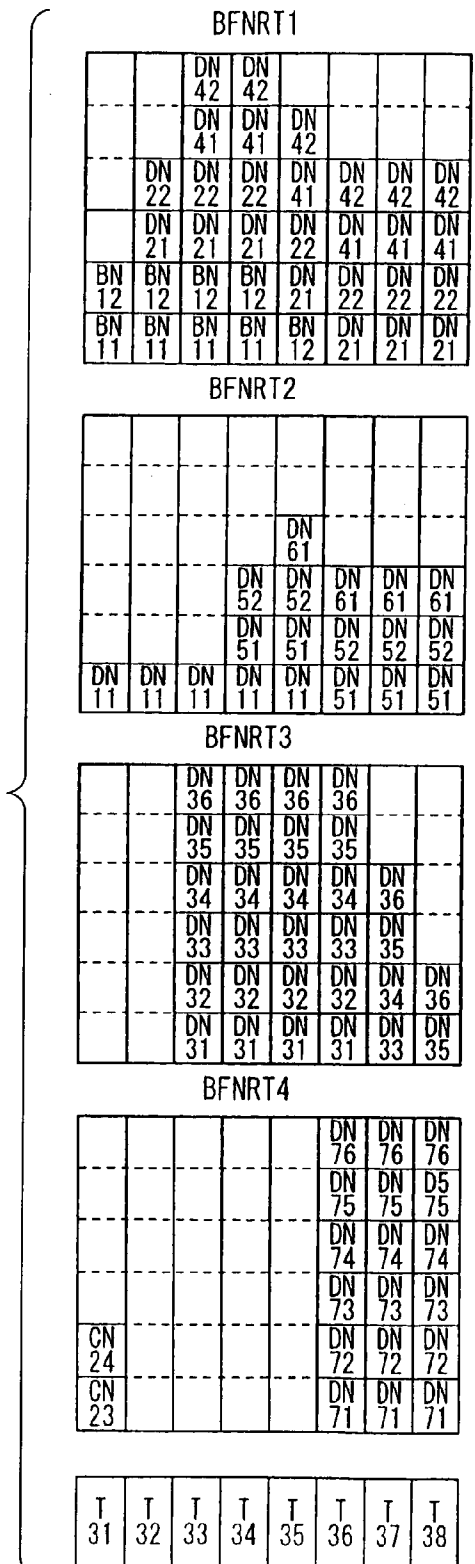 BFNRT1
DN 42 DN 42
DN 41 DN 41 DN 42
DN 22 DN 22 DN 22 DN 41 DN 42 DN 42 DN 42
DN 21 DN 21 DN 21 DN 22 DN 41 DN 41 DN 41
BN 12 BN 12 BN 12 BN 12 DN 21 DN 22 DN 22 DN 22
BN 11 BN 11 BN 11 BN 11 BN 12 DN 21 DN 21 DN 21
BFNRT2
DN 61
DN 52 DN 52 DN 61 DN 61 DN 61
DN 51 DN 51 DN 52 DN 52 DN 52
DN 11 DN 11 DN 11 DN 11 DN 11 DN 51 DN 51 DN 51
BFNRT3
DN 36 DN 36 DN 36 DN 36
DN 35 DN 35 DN 35 DN 35
DN 34 DN 34 DN 34 DN 34 DN 36
DN 33 DN 33 DN 33 DN 33 DN 35
DN 32 DN 32 DN 32 DN 32 DN 34 DN 36
DN 31 DN 31 DN 31 DN 31 DN 33 DN 35
BFNRT4
DN 76 DN 76 DN 76
DN 75 DN 75 D5 75
DN 74 DN 74 DN 74
DN 73 DN 73 DN 73
CN 24 DN 72 DN 72 DN 72
CN 23 DN 71 DN 71 DN 71
T 31 T 32 T 33 T 34 T 35 T 36 T 37 T 38